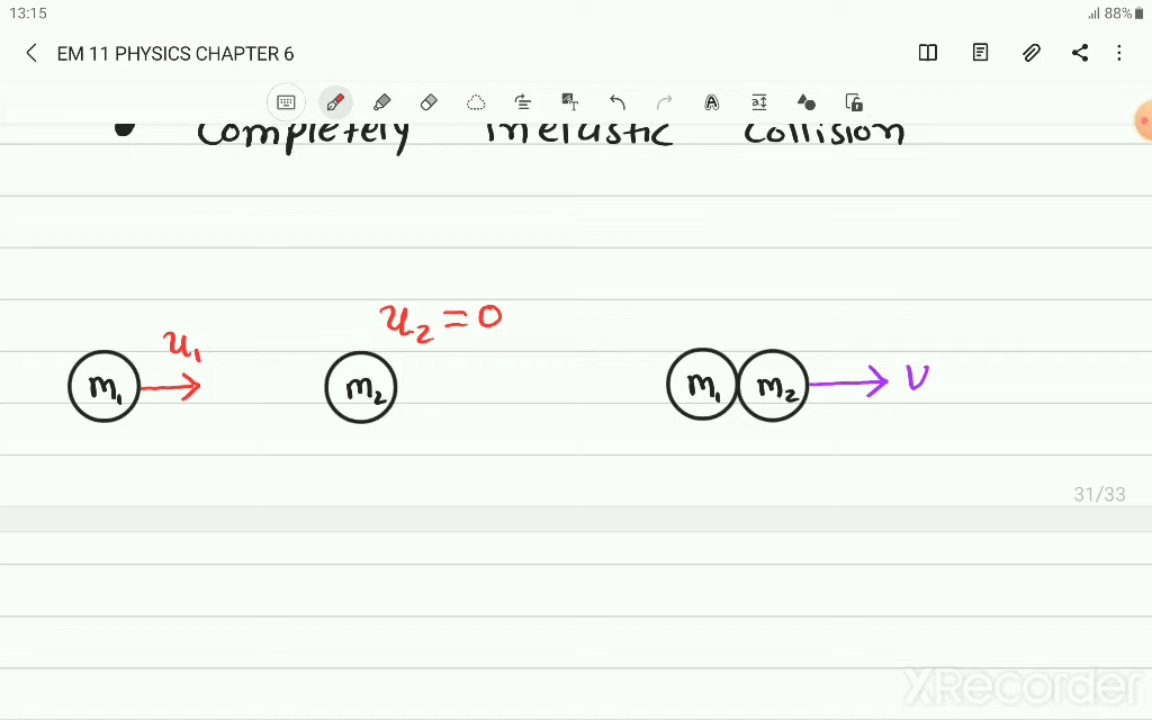 13:15
88%
EM 11 PHYSICS CHAPTER 6
Completely Inelastic Collision
u₂ = 0
u₁
m₁ m₂ m₁ m₂ v
31/33
XRecorder